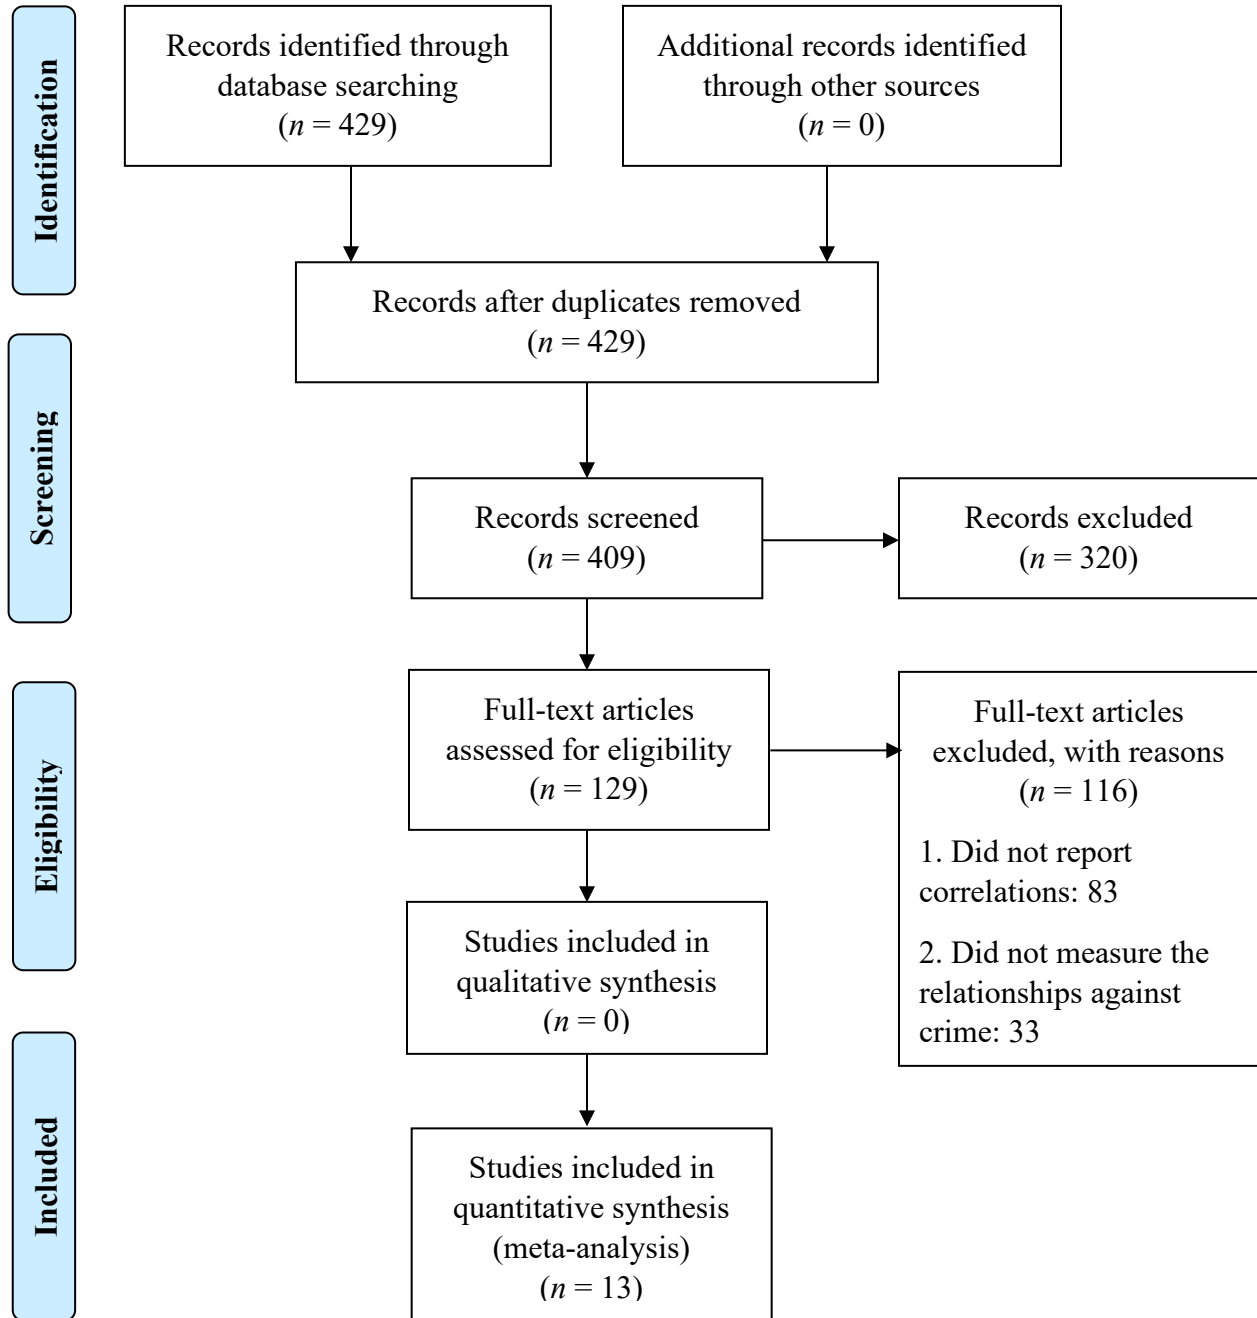 Identification
Records identified through
database searching
(n = 429)
Additional records identified
through other sources
(n = 0)
Records after duplicates removed
(n = 429)
Screening
Records screened
(n = 409)
Records excluded
(n = 320)
Eligibility
Full-text articles
assessed for eligibility
(n = 129)
Full-text articles
excluded, with reasons
(n = 116)
1. Did not report
correlations: 83
2. Did not measure the
relationships against
crime: 33
Studies included in
qualitative synthesis
(n = 0)
Included
Studies included in
quantitative synthesis
(meta-analysis)
(n = 13)